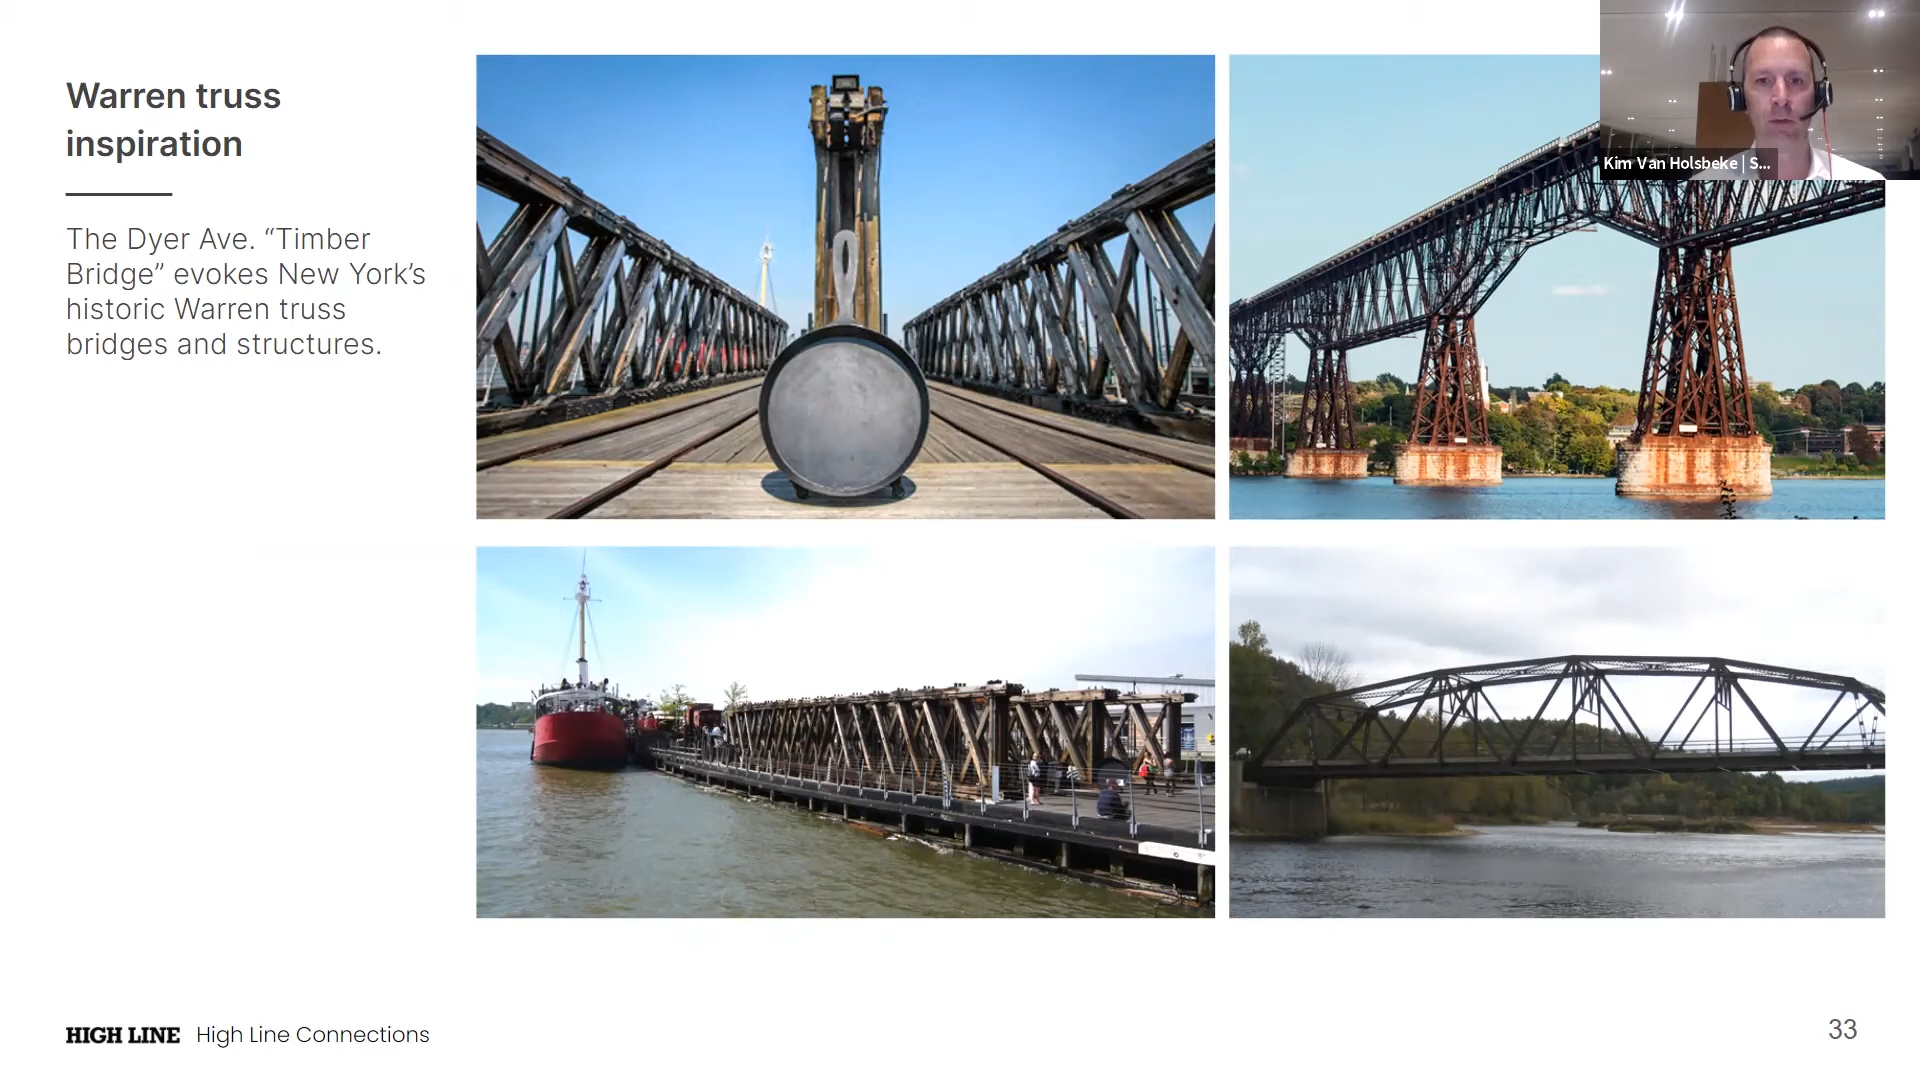 Warren truss
inspiration
The Dyer Ave. “Timber
Bridge” evokes New York’s
historic Warren truss
bridges and structures.
Kim Van Holsbeke | S...
HIGH LINE High Line Connections
33